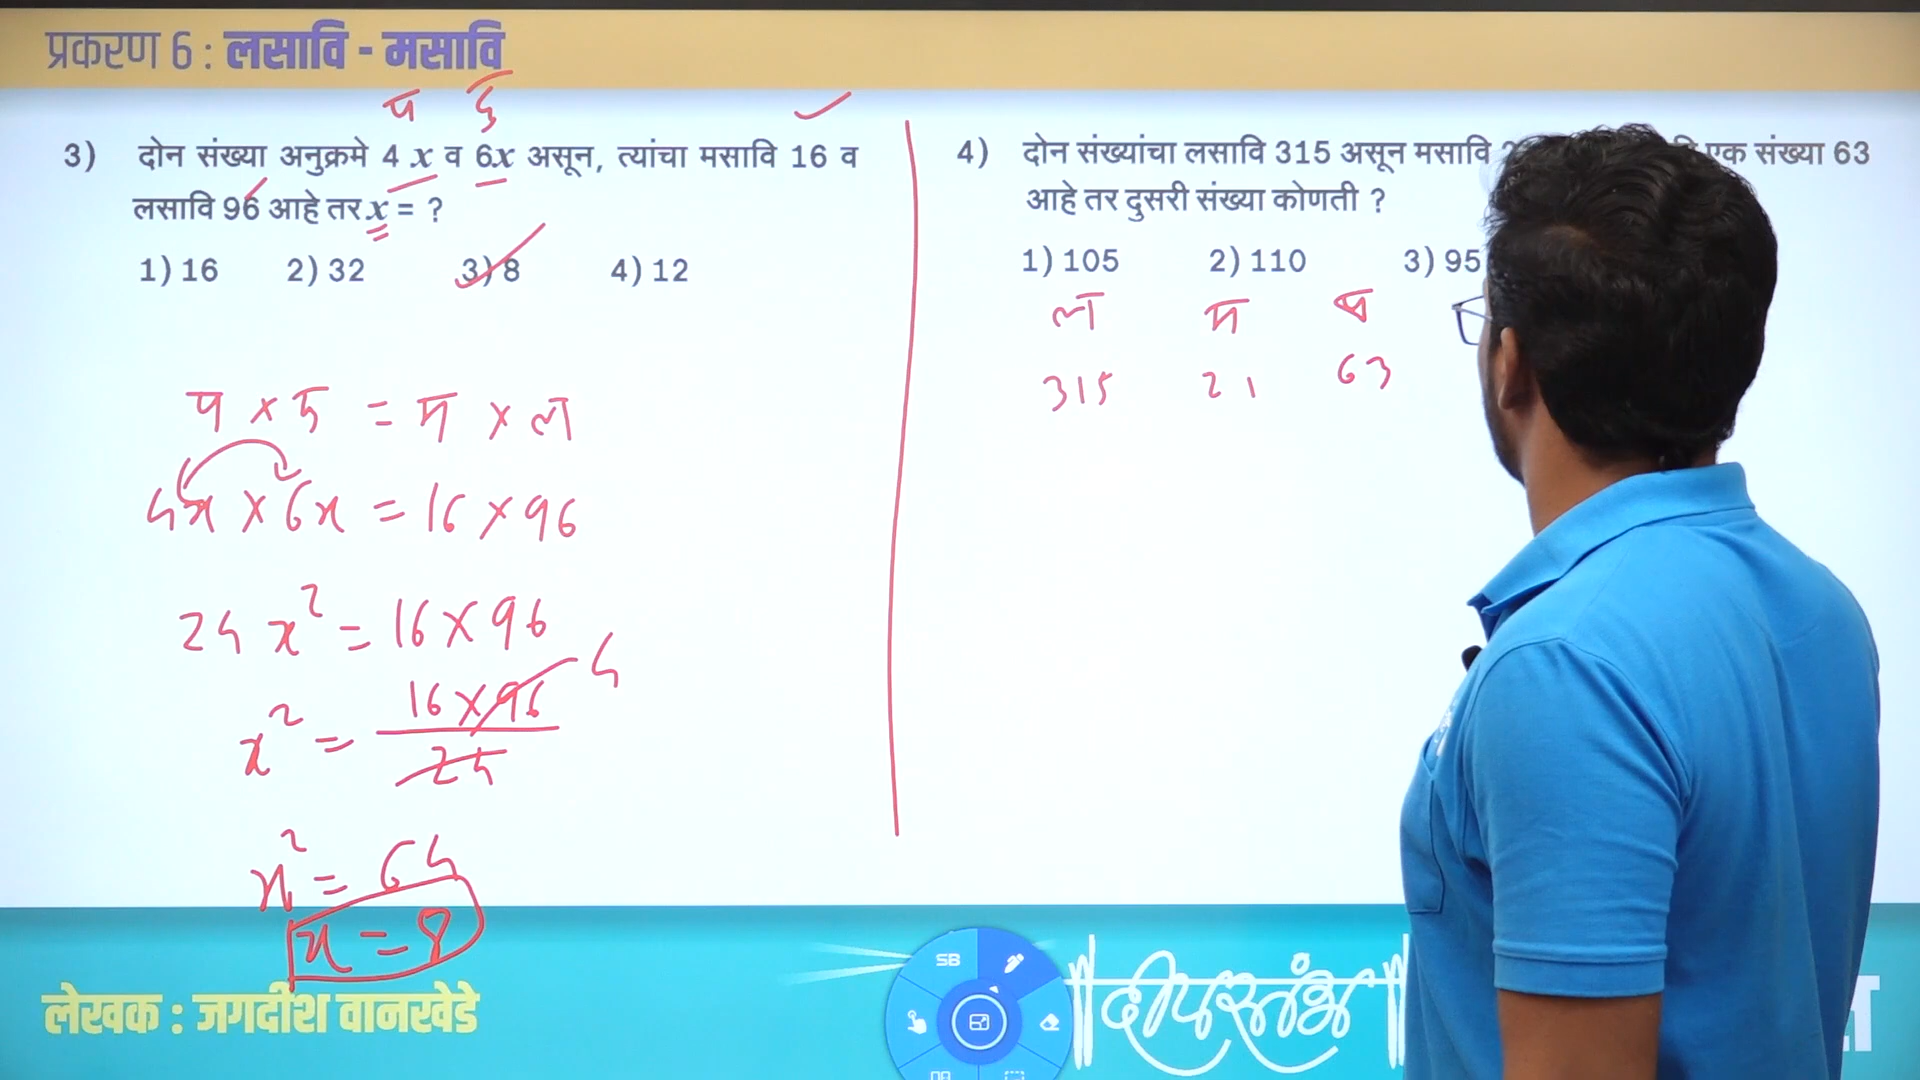 प्रकरण 6 : लसावि - मसावि
प द
3) दोन संख्या अनुक्रमे 4 x व 6x असून, त्यांचा मसावि 16 व
लसावि 96 आहे तर x = ?
1) 16 2) 32 3) 8 4) 12
प × द = म × ल
4x × 6x = 16 × 96
24 x² = 16 × 96
x² = 16 × 96 / 24 4
x² = 64
x = 8
4) दोन संख्यांचा लसावि 315 असून मसावि एक संख्या 63
आहे तर दुसरी संख्या कोणती ?
1) 105 2) 110 3) 95
ल म प
315 21 63
लेखक : जगदीश वानखेडे
SB
दीपस्तंभ